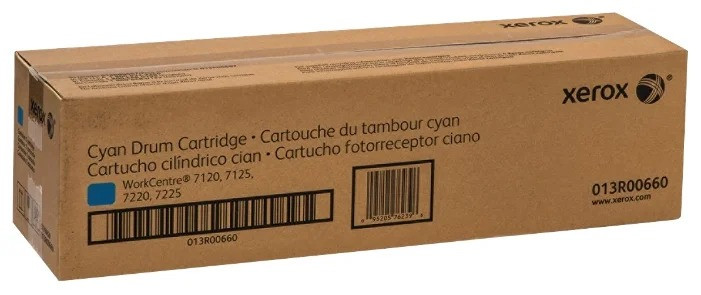 xerox
xerox
Cyan Drum Cartridge • Cartouche du tambour cyan
Cartucho cilíndrico cian • Cartucho fotorreceptor ciano
WorkCentre® 7120, 7125,
7220, 7225
013R00660
013R00660
www.xerox.com